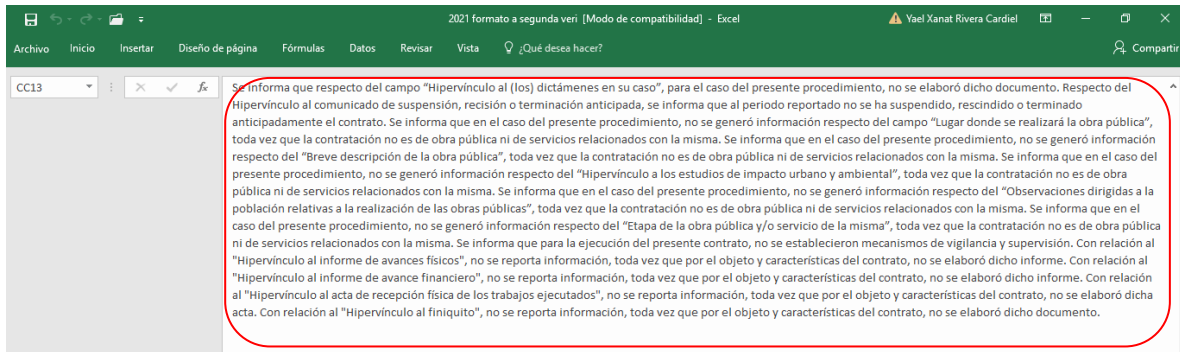 2021 formato a segunda veri [Modo de compatibilidad] - Excel
Yael Xanat Rivera Cardiel
Archivo Inicio Insertar Diseño de página Fórmulas Datos Revisar Vista ¿Qué desea hacer? Compartir
CC13 fx
Se informa que respecto del campo “Hipervínculo al (los) dictámenes en su caso”, para el caso del presente procedimiento, no se elaboró dicho documento. Respecto del
Hipervínculo al comunicado de suspensión, recisión o terminación anticipada, se informa que al periodo reportado no se ha suspendido, rescindido o terminado
anticipadamente el contrato. Se informa que en el caso del presente procedimiento, no se generó información respecto del campo “Lugar donde se realizará la obra pública”,
toda vez que la contratación no es de obra pública ni de servicios relacionados con la misma. Se informa que en el caso del presente procedimiento, no se generó información
respecto del “Breve descripción de la obra pública”, toda vez que la contratación no es de obra pública ni de servicios relacionados con la misma. Se informa que en el caso del
presente procedimiento, no se generó información respecto del “Hipervínculo a los estudios de impacto urbano y ambiental”, toda vez que la contratación no es de obra
pública ni de servicios relacionados con la misma. Se informa que en el caso del presente procedimiento, no se generó información respecto del “Observaciones dirigidas a la
población relativas a la realización de las obras públicas”, toda vez que la contratación no es de obra pública ni de servicios relacionados con la misma. Se informa que en el
caso del presente procedimiento, no se generó información respecto del “Etapa de la obra pública y/o servicio de la misma”, toda vez que la contratación no es de obra pública
ni de servicios relacionados con la misma. Se informa que para la ejecución del presente contrato, no se establecieron mecanismos de vigilancia y supervisión. Con relación al
"Hipervínculo al informe de avances físicos", no se reporta información, toda vez que por el objeto y características del contrato, no se elaboró dicho informe. Con relación al
"Hipervínculo al informe de avance financiero", no se reporta información, toda vez que por el objeto y características del contrato, no se elaboró dicho informe. Con relación
al "Hipervínculo al acta de recepción física de los trabajos ejecutados", no se reporta información, toda vez que por el objeto y características del contrato, no se elaboró dicha
acta. Con relación al "Hipervínculo al finiquito", no se reporta información, toda vez que por el objeto y características del contrato, no se elaboró dicho documento.